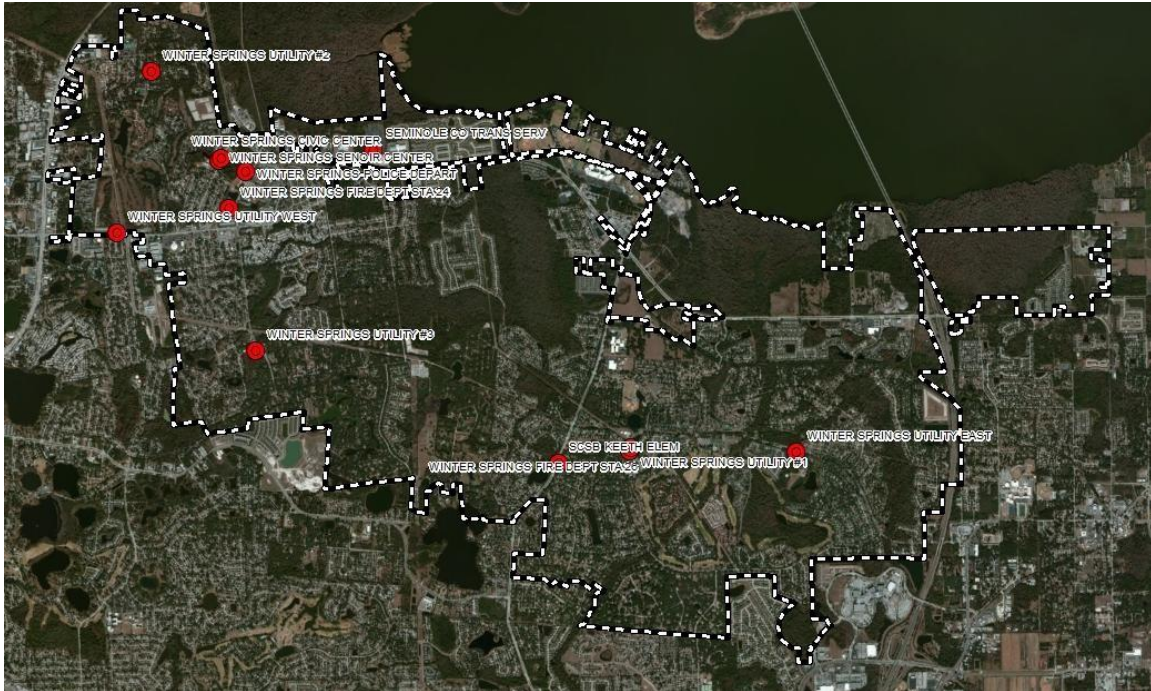 WINTER SPRINGS UTILITY #2
SEMINOLE CO TRANS SERV
WINTER SPRINGS CIVIC CENTER
WINTER SPRINGS SENOIR CENTER
WINTER SPRINGS POLICE DEPART
WINTER SPRINGS FIRE DEPT STA24
WINTER SPRINGS UTILITY WEST
WINTER SPRINGS UTILITY #3
WINTER SPRINGS UTILITY EAST
SCSB KEETH ELEM
WINTER SPRINGS UTILITY #1
WINTER SPRINGS FIRE DEPT STA26